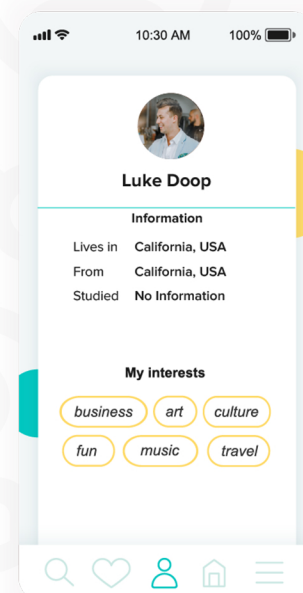 10:30 AM 100%
Luke Doop
Information
Lives in California, USA
From California, USA
Studied No Information
My interests
business art culture
fun music travel